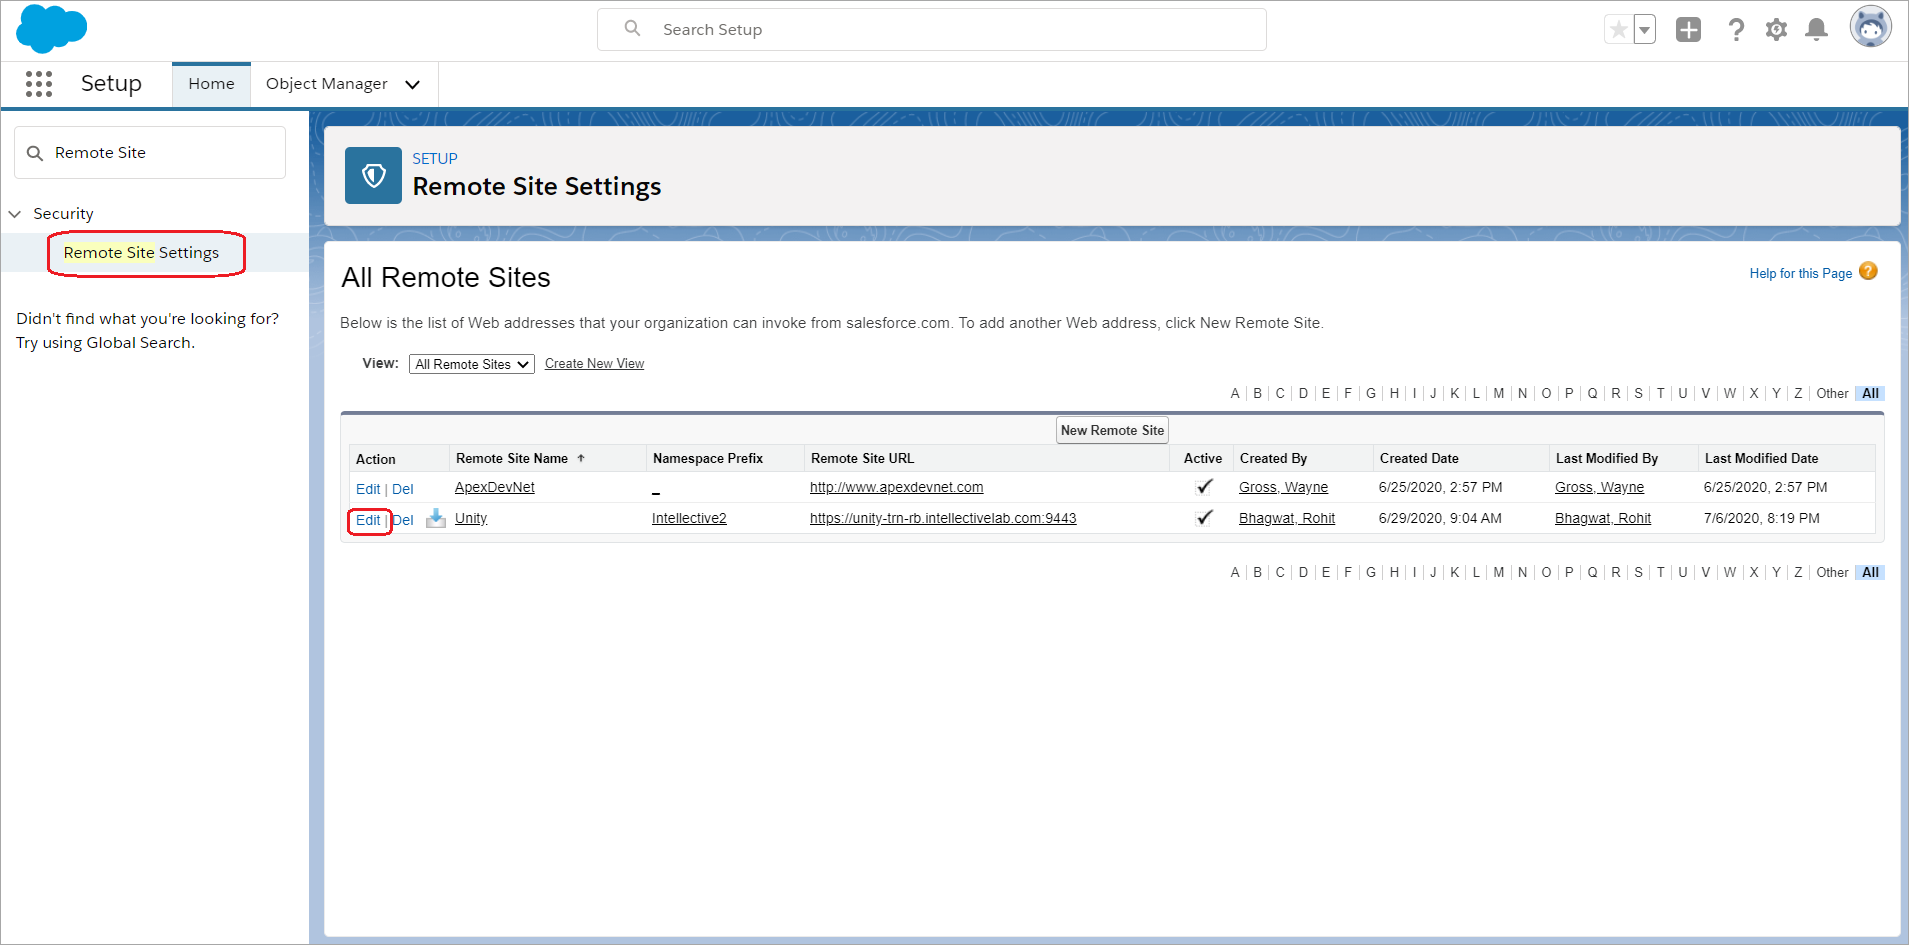 Search Setup
Setup
Home
Object Manager
Remote Site
Security
Remote Site Settings
Didn't find what you're looking for?
Try using Global Search.
SETUP
Remote Site Settings
All Remote Sites
Help for this Page ?
Below is the list of Web addresses that your organization can invoke from salesforce.com. To add another Web address, click New Remote Site.
View: All Remote Sites Create New View
A | B | C | D | E | F | G | H | I | J | K | L | M | N | O | P | Q | R | S | T | U | V | W | X | Y | Z | Other All
New Remote Site
Action Remote Site Name ↑ Namespace Prefix Remote Site URL Active Created By Created Date Last Modified By Last Modified Date
Edit | Del ApexDevNet _ http://www.apexdevnet.com ✓ Gross, Wayne 6/25/2020, 2:57 PM Gross, Wayne 6/25/2020, 2:57 PM
Edit | Del Unity Intellective2 https://unity-trn-rb.intellectivelab.com:9443 ✓ Bhagwat, Rohit 6/29/2020, 9:04 AM Bhagwat, Rohit 7/6/2020, 8:19 PM
A | B | C | D | E | F | G | H | I | J | K | L | M | N | O | P | Q | R | S | T | U | V | W | X | Y | Z | Other All